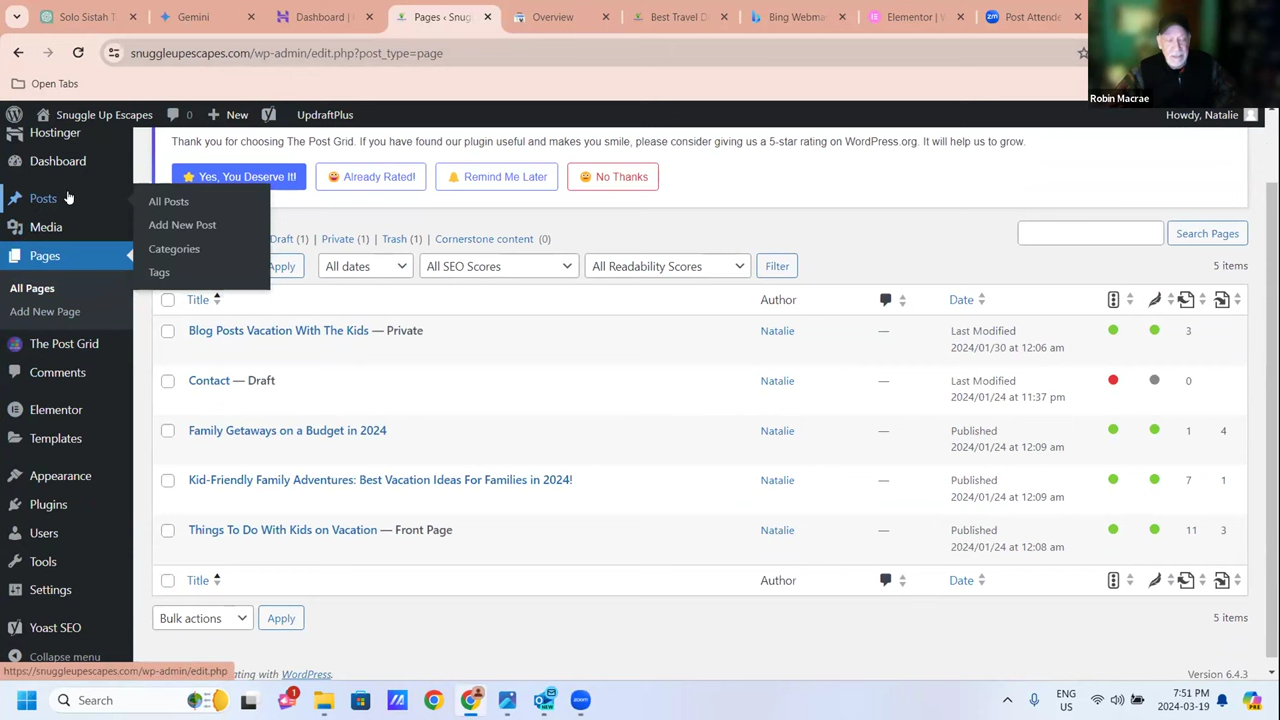 Solo Sistah T
Gemini
Dashboard |
Pages ‹ Snug
Overview
Best Travel D
Bing Webma
Elementor | W
Post Attende
snuggleupescapes.com/wp-admin/edit.php?post_type=page
Open Tabs
Robin Macrae
Snuggle Up Escapes
0
New
UpdraftPlus
Howdy, Natalie
Hostinger
Dashboard
Posts
Media
Pages
All Pages
Add New Page
The Post Grid
Comments
Elementor
Templates
Appearance
Plugins
Users
Tools
Settings
Yoast SEO
Collapse menu
All Posts
Add New Post
Categories
Tags
Thank you for choosing The Post Grid. If you have found our plugin useful and makes you smile, please consider giving us a 5-star rating on WordPress.org. It will help us to grow.
Yes, You Deserve It!
Already Rated!
Remind Me Later
No Thanks
Draft (1) | Private (1) | Trash (1) | Cornerstone content (0)
Search Pages
Apply
All dates
All SEO Scores
All Readability Scores
Filter
5 items
Title
Author
Date
Blog Posts Vacation With The Kids — Private
Natalie
—
Last Modified
2024/01/30 at 12:06 am
3
Contact — Draft
Natalie
—
Last Modified
2024/01/24 at 11:37 pm
0
Family Getaways on a Budget in 2024
Natalie
—
Published
2024/01/24 at 12:09 am
1
4
Kid-Friendly Family Adventures: Best Vacation Ideas For Families in 2024!
Natalie
—
Published
2024/01/24 at 12:09 am
7
1
Things To Do With Kids on Vacation — Front Page
Natalie
—
Published
2024/01/24 at 12:08 am
11
3
Title
Author
Date
Bulk actions
Apply
5 items
https://snuggleupescapes.com/wp-admin/edit.php
ating with WordPress.
Version 6.4.3
Search
ENG
US
7:51 PM
2024-03-19